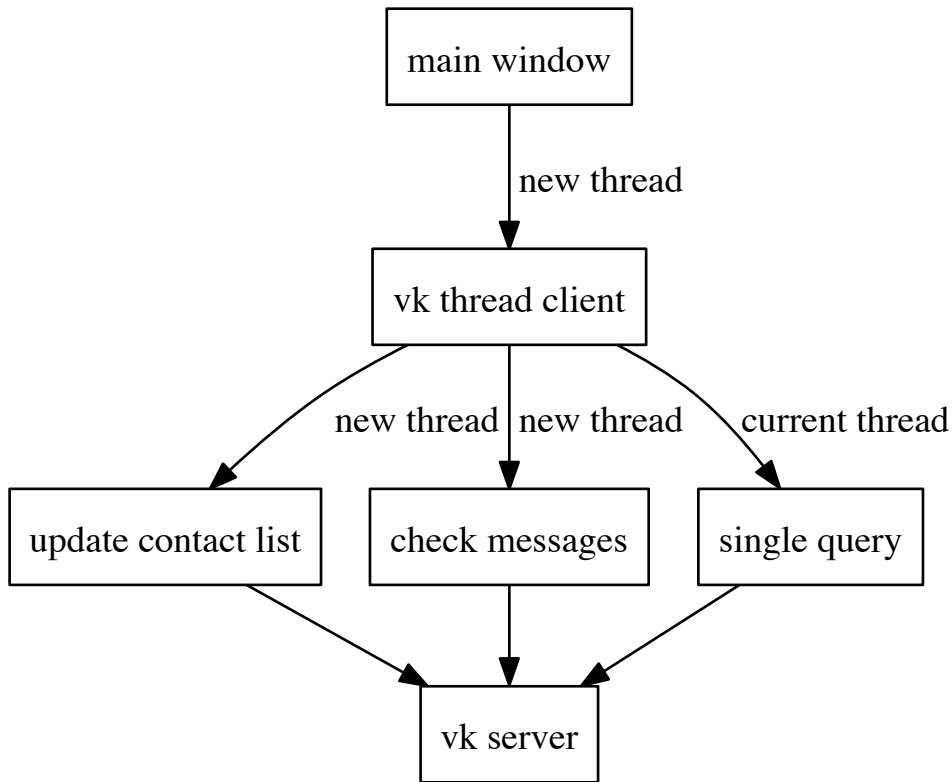 main window
new thread
vk thread client
new thread
new thread
current thread
update contact list
check messages
single query
vk server